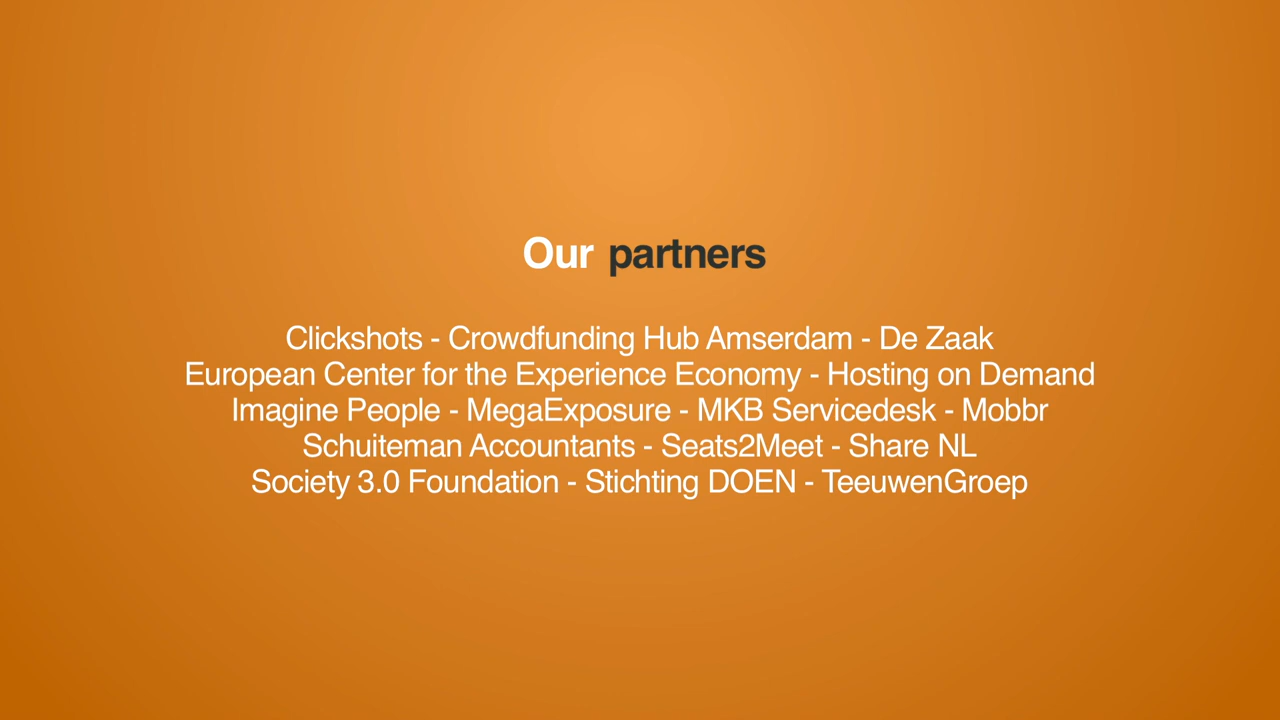 Our partners
Clickshots - Crowdfunding Hub Amserdam - De Zaak
European Center for the Experience Economy - Hosting on Demand
Imagine People - MegaExposure - MKB Servicedesk - Mobbr
Schuiteman Accountants - Seats2Meet - Share NL
Society 3.0 Foundation - Stichting DOEN - TeeuwenGroep